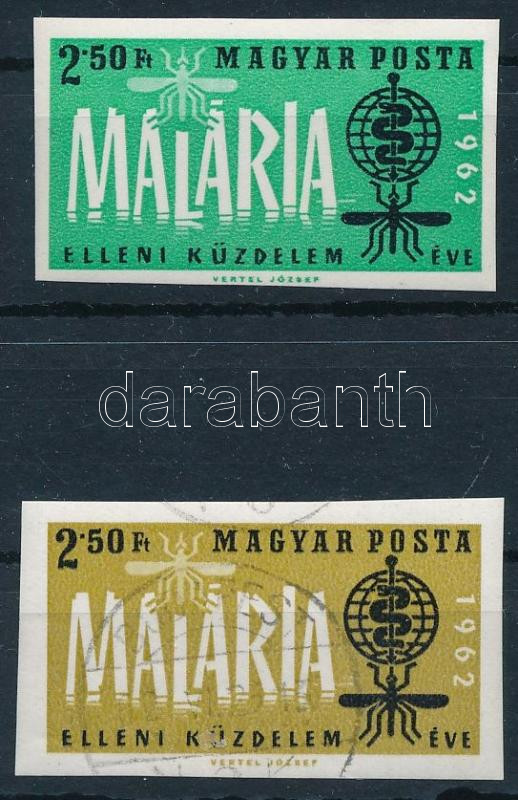 2·50 Ft MAGYAR POSTA
MALÁRIA
1962
ELLENI KÜZDELEM ÉVE
VERTEL JÓZSEF
darabanth
2·50 Ft MAGYAR POSTA
MALÁRIA
1962
ELLENI KÜZDELEM ÉVE
VERTEL JÓZSEF